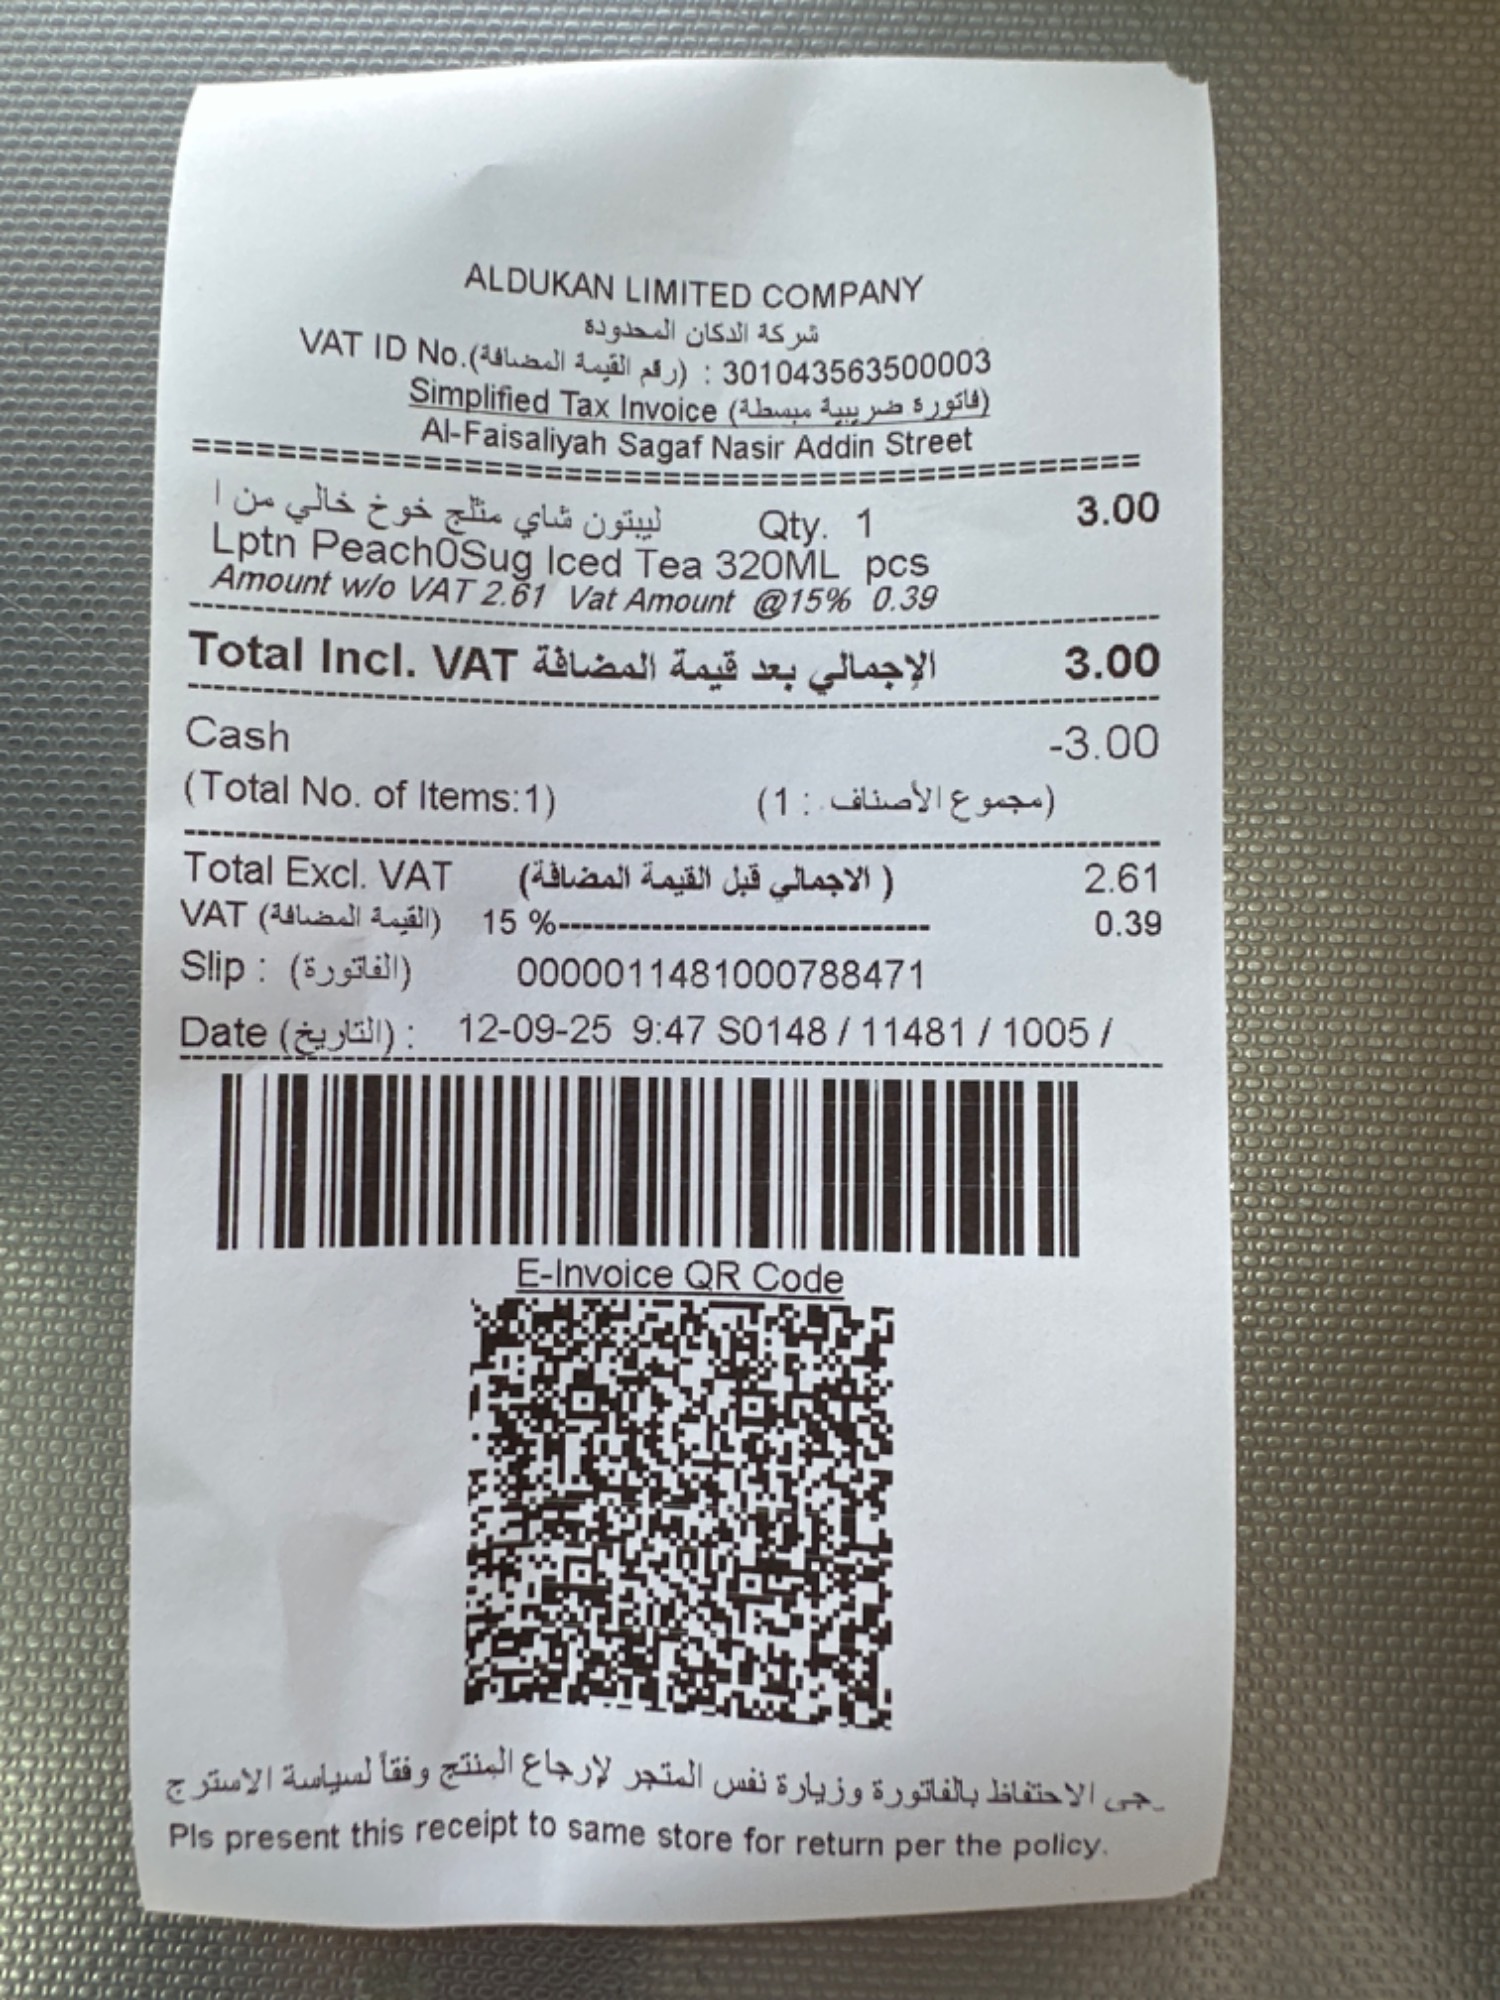 ALDUKAN LIMITED COMPANY
شركة الدكان المحدودة
VAT ID No.(رقم القيمة المضافة) : 301043563500003
Simplified Tax Invoice (فاتورة ضريبية مبسطة)
Al-Faisaliyah Sagaf Nasir Addin Street
==============================================
ليبتون شاي مثلج خوخ خالي من ا Qty. 1 3.00
Lptn Peach0Sug Iced Tea 320ML pcs
Amount w/o VAT 2.61 Vat Amount @15% 0.39
Total Incl. VAT الإجمالي بعد قيمة المضافة 3.00
Cash -3.00
(Total No. of Items:1) (مجموع الأصناف : 1)
Total Excl. VAT (الاجمالي قبل القيمة المضافة ) 2.61
VAT (القيمة المضافة) 15 %-------------------------------- 0.39
Slip : (الفاتورة) 0000011481000788471
Date (التاريخ) : 12-09-25 9:47 S0148 / 11481 / 1005 /
E-Invoice QR Code
جى الاحتفاظ بالفاتورة وزيارة نفس المتجر لإرجاع المنتج وفقاً لسياسة الاسترج
Pls present this receipt to same store for return per the policy.